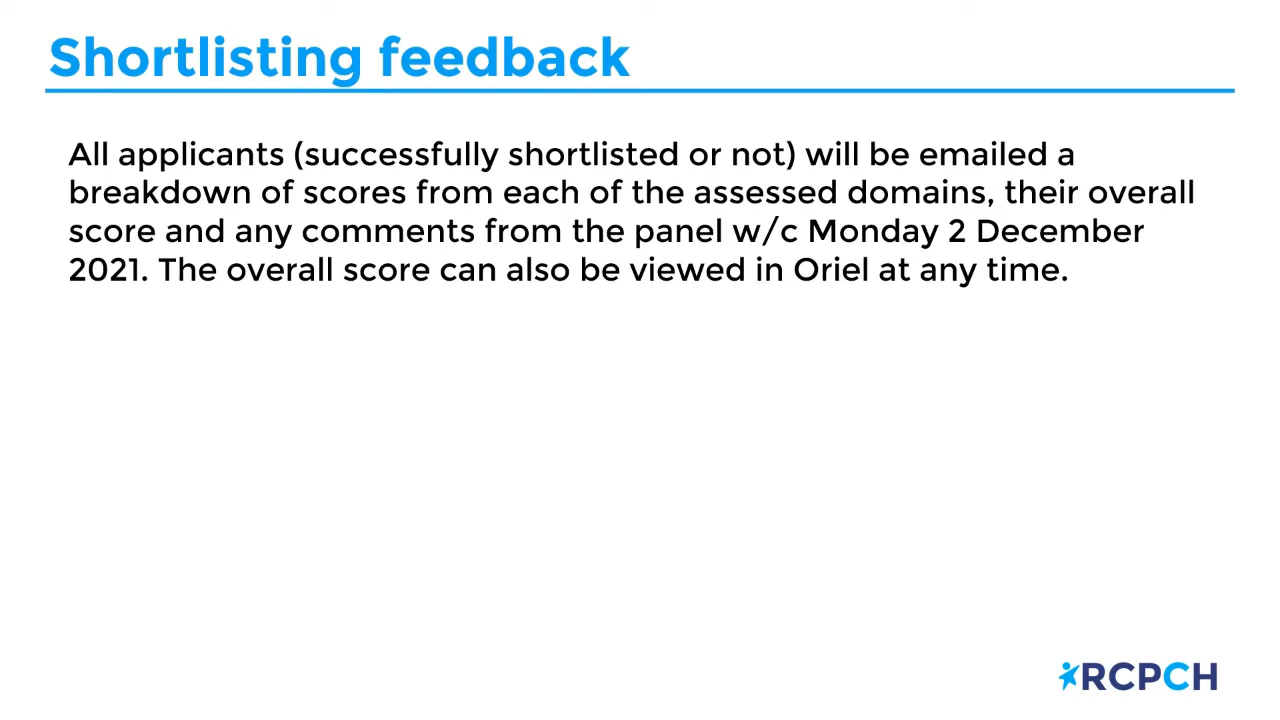 Shortlisting feedback
All applicants (successfully shortlisted or not) will be emailed a
breakdown of scores from each of the assessed domains, their overall
score and any comments from the panel w/c Monday 2 December
2021. The overall score can also be viewed in Oriel at any time.
RCPCH